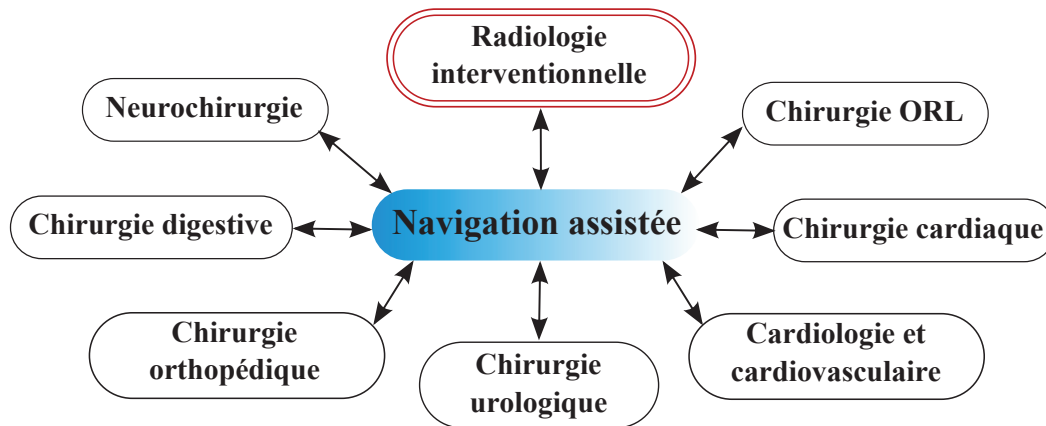 Radiologie
interventionnelle
Neurochirurgie
Chirurgie ORL
Chirurgie digestive
Navigation assistée
Chirurgie cardiaque
Chirurgie
orthopédique
Chirurgie
urologique
Cardiologie et
cardiovasculaire